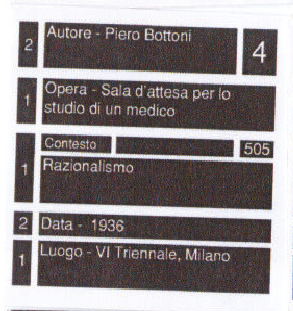 2 Autore - Piero Bottoni 4
1 Opera - Sala d'attesa per lo
studio di un medico
Contesto 505
1 Razionalismo
2 Data - 1936
1 Luogo - VI Triennale, Milano